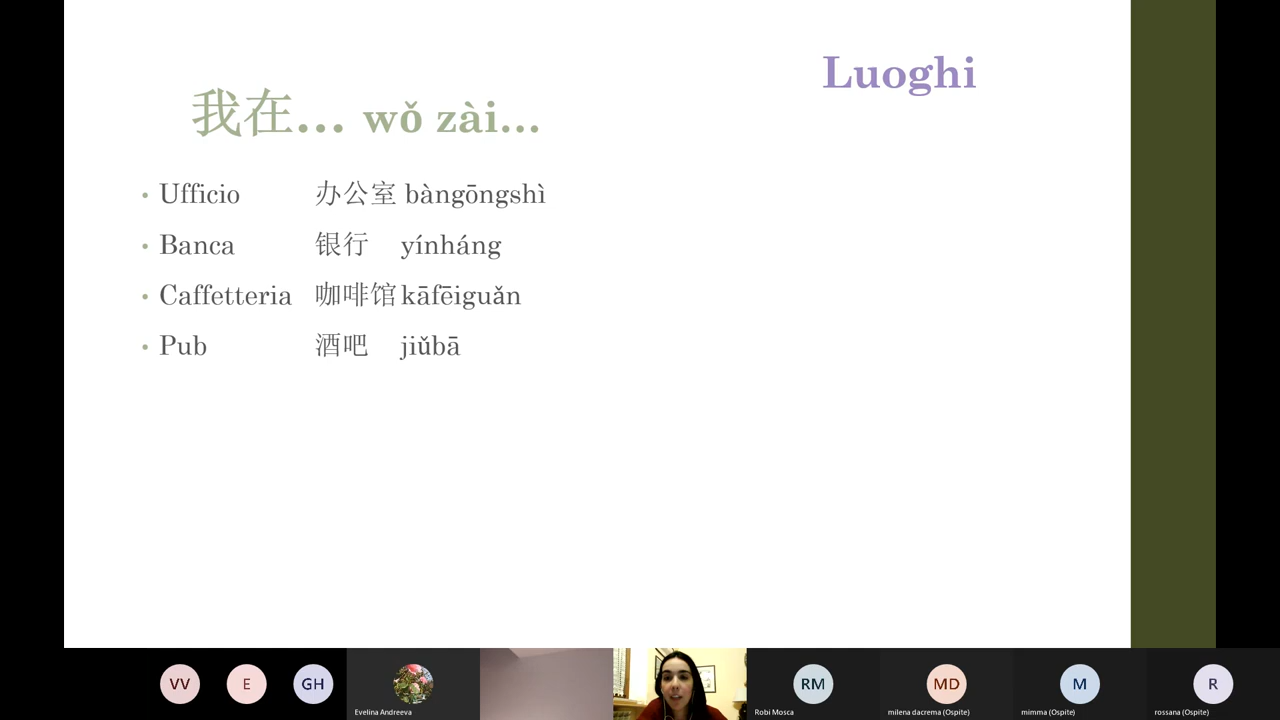 Luoghi
我在... wǒ zài...
• Ufficio 办公室 bàngōngshì
• Banca 银行 yínháng
• Caffetteria 咖啡馆 kāfēiguǎn
• Pub 酒吧 jiǔbā
VV E GH RM MD M R
Evelina Andreeva Robi Mosca milena dacrema (Ospite) mimma (Ospite) rossana (Ospite)